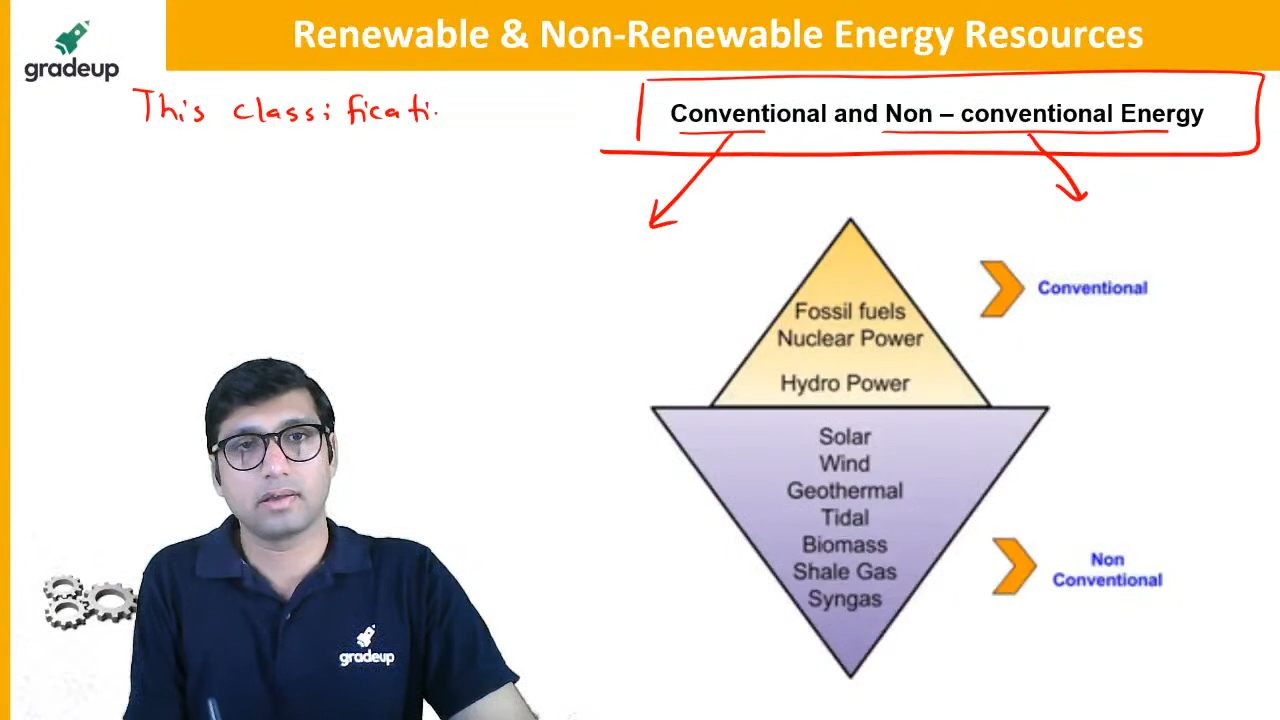 Renewable & Non-Renewable Energy Resources
gradeup
This classificati
Conventional and Non – conventional Energy
Conventional
Fossil fuels
Nuclear Power
Hydro Power
Solar
Wind
Geothermal
Tidal
Biomass
Shale Gas
Syngas
Non
Conventional
gradeup